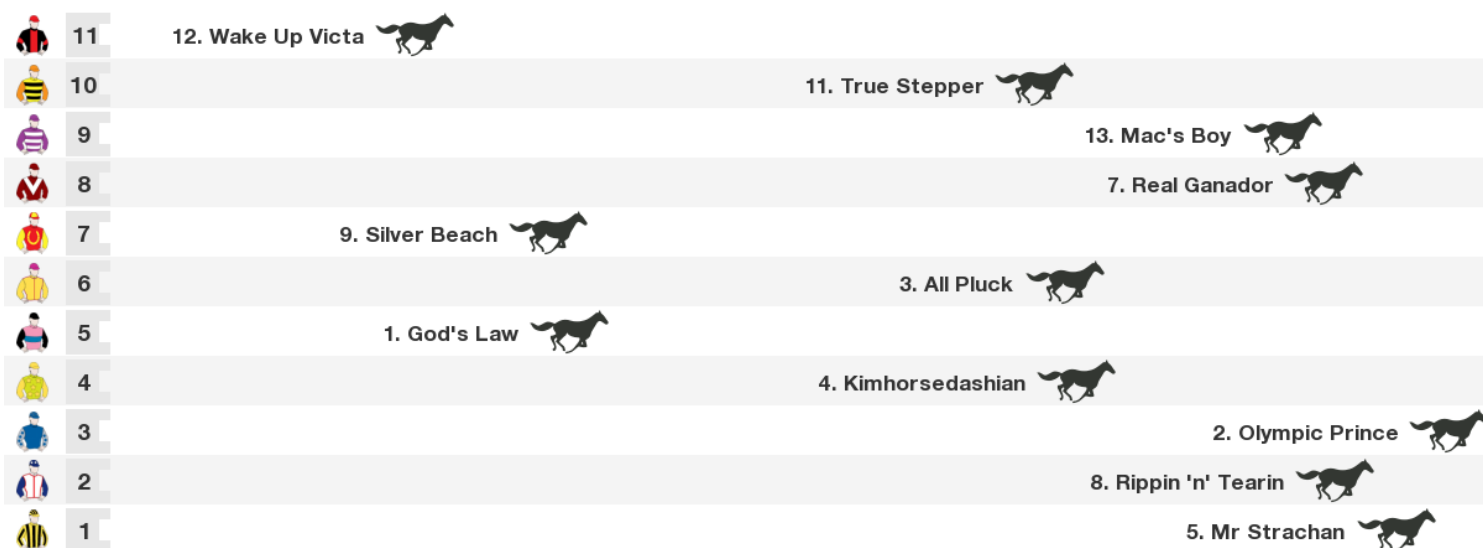 11 12. Wake Up Victa
10 11. True Stepper
9 13. Mac's Boy
8 7. Real Ganador
7 9. Silver Beach
6 3. All Pluck
5 1. God's Law
4 4. Kimhorsedashian
3 2. Olympic Prince
2 8. Rippin 'n' Tearin
1 5. Mr Strachan